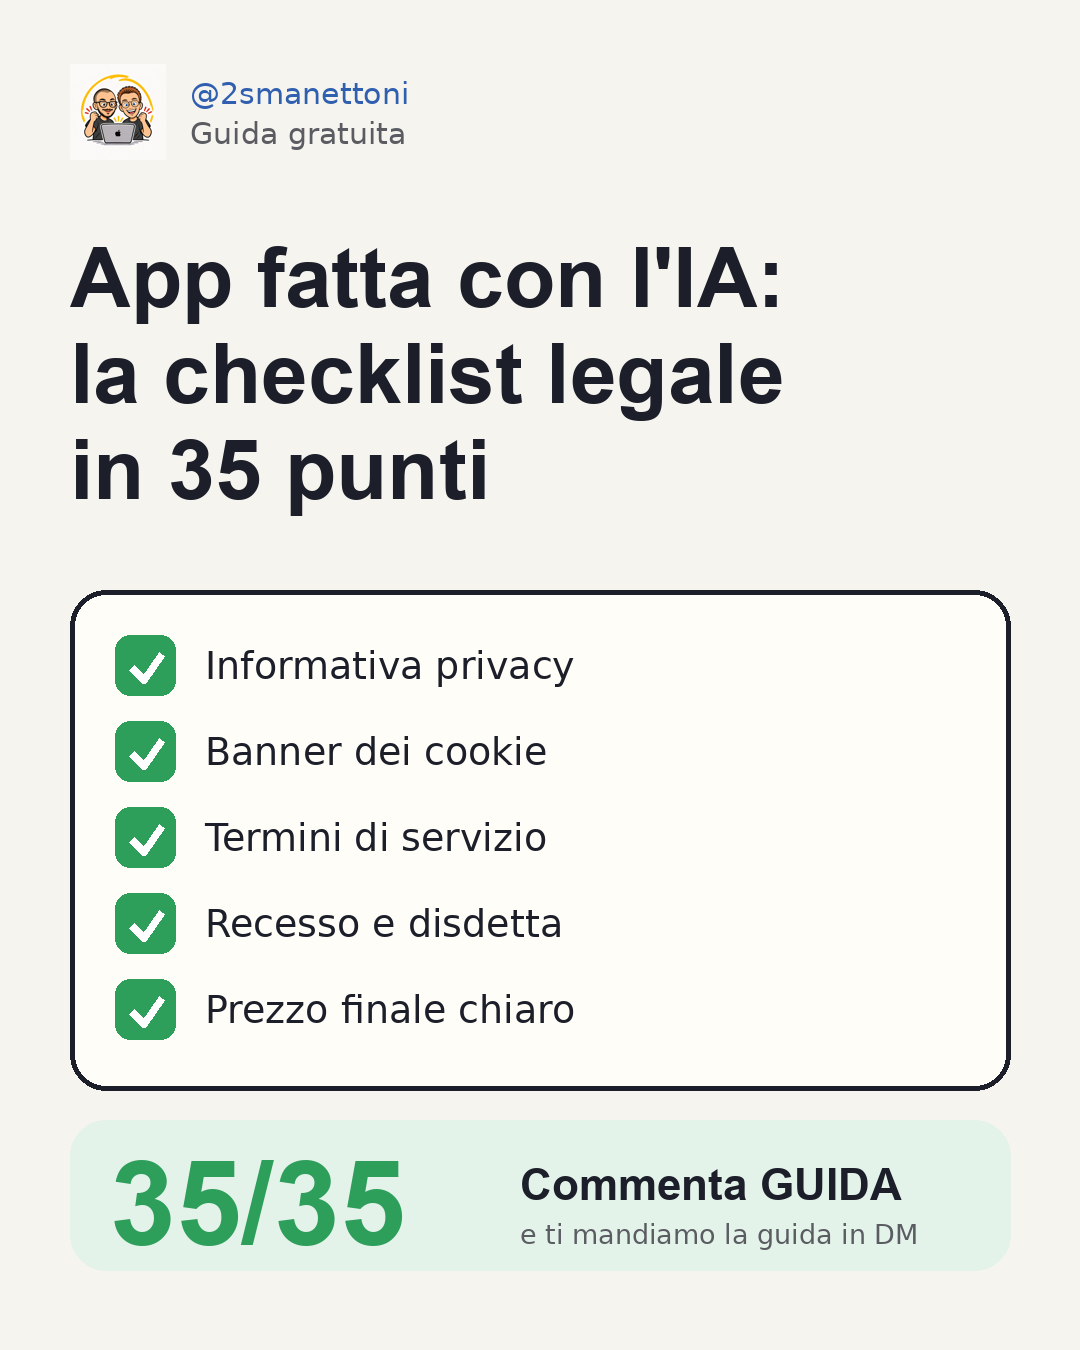 @2smanettoni
Guida gratuita
App fatta con l'IA:
la checklist legale
in 35 punti
Informativa privacy
Banner dei cookie
Termini di servizio
Recesso e disdetta
Prezzo finale chiaro
35/35
Commenta GUIDA
e ti mandiamo la guida in DM